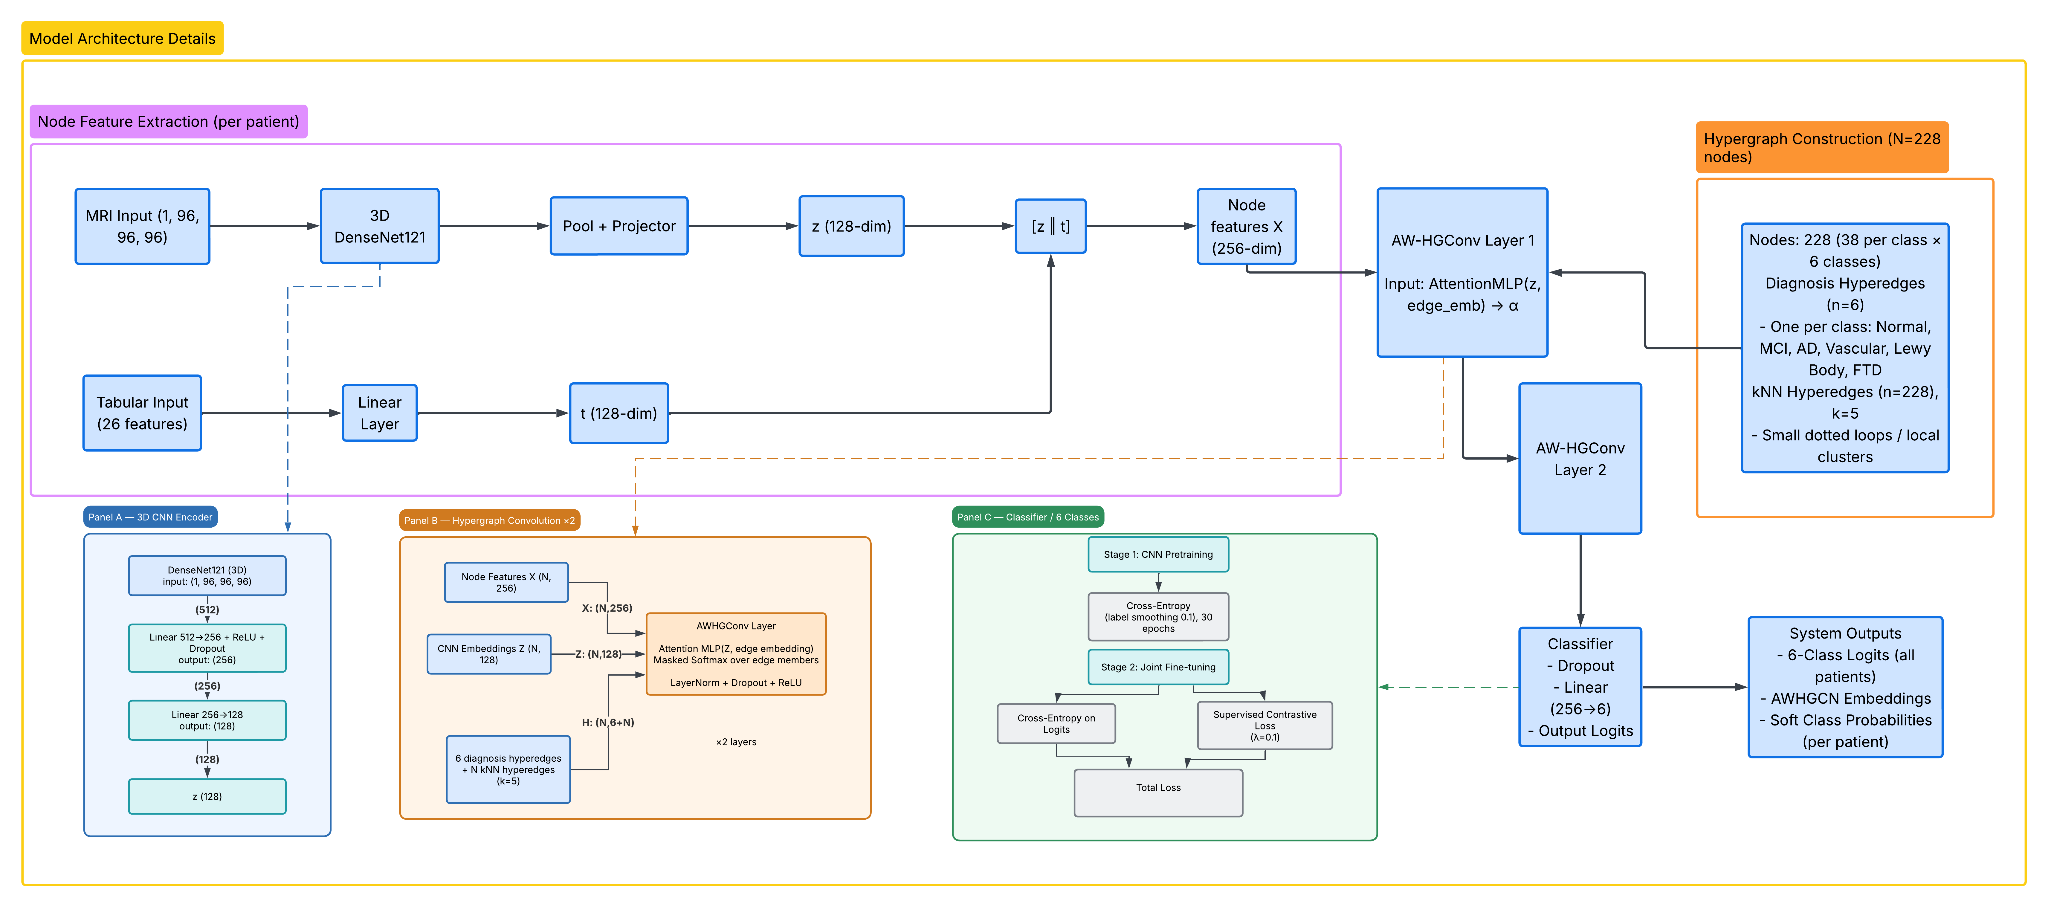 Model Architecture Details
Node Feature Extraction (per patient)
Hypergraph Construction (N=228
nodes)
MRI Input (1, 96,
96, 96)
3D
DenseNet121
Pool + Projector
z (128-dim)
[z ∥ t]
Node
features X
(256-dim)
AW-HGConv Layer 1
Input: AttentionMLP(z,
edge_emb) → α
Nodes: 228 (38 per class ×
6 classes)
Diagnosis Hyperedges
(n=6)
- One per class: Normal,
MCI, AD, Vascular, Lewy
Body, FTD
kNN Hyperedges (n=228),
k=5
- Small dotted loops / local
clusters
Tabular Input
(26 features)
Linear
Layer
t (128-dim)
AW-HGConv
Layer 2
Panel A — 3D CNN Encoder
DenseNet121 (3D)
input: (1, 96, 96, 96)
(512)
Linear 512→256 + ReLU +
Dropout
output: (256)
(256)
Linear 256→128
output: (128)
(128)
z (128)
Panel B — Hypergraph Convolution ×2
Node Features X (N,
256)
X: (N,256)
CNN Embeddings Z (N,
128)
Z: (N,128)
6 diagnosis hyperedges
+ N kNN hyperedges
(k=5)
H: (N,6+N)
AWHGConv Layer
Attention MLP(Z, edge embedding)
Masked Softmax over edge members
LayerNorm + Dropout + ReLU
×2 layers
Panel C — Classifier / 6 Classes
Stage 1: CNN Pretraining
Cross-Entropy
(label smoothing 0.1), 30
epochs
Stage 2: Joint Fine-tuning
Cross-Entropy on
Logits
Supervised Contrastive
Loss
(λ=0.1)
Total Loss
Classifier
- Dropout
- Linear
(256→6)
- Output Logits
System Outputs
- 6-Class Logits (all
patients)
- AWHGCN Embeddings
- Soft Class Probabilities
(per patient)